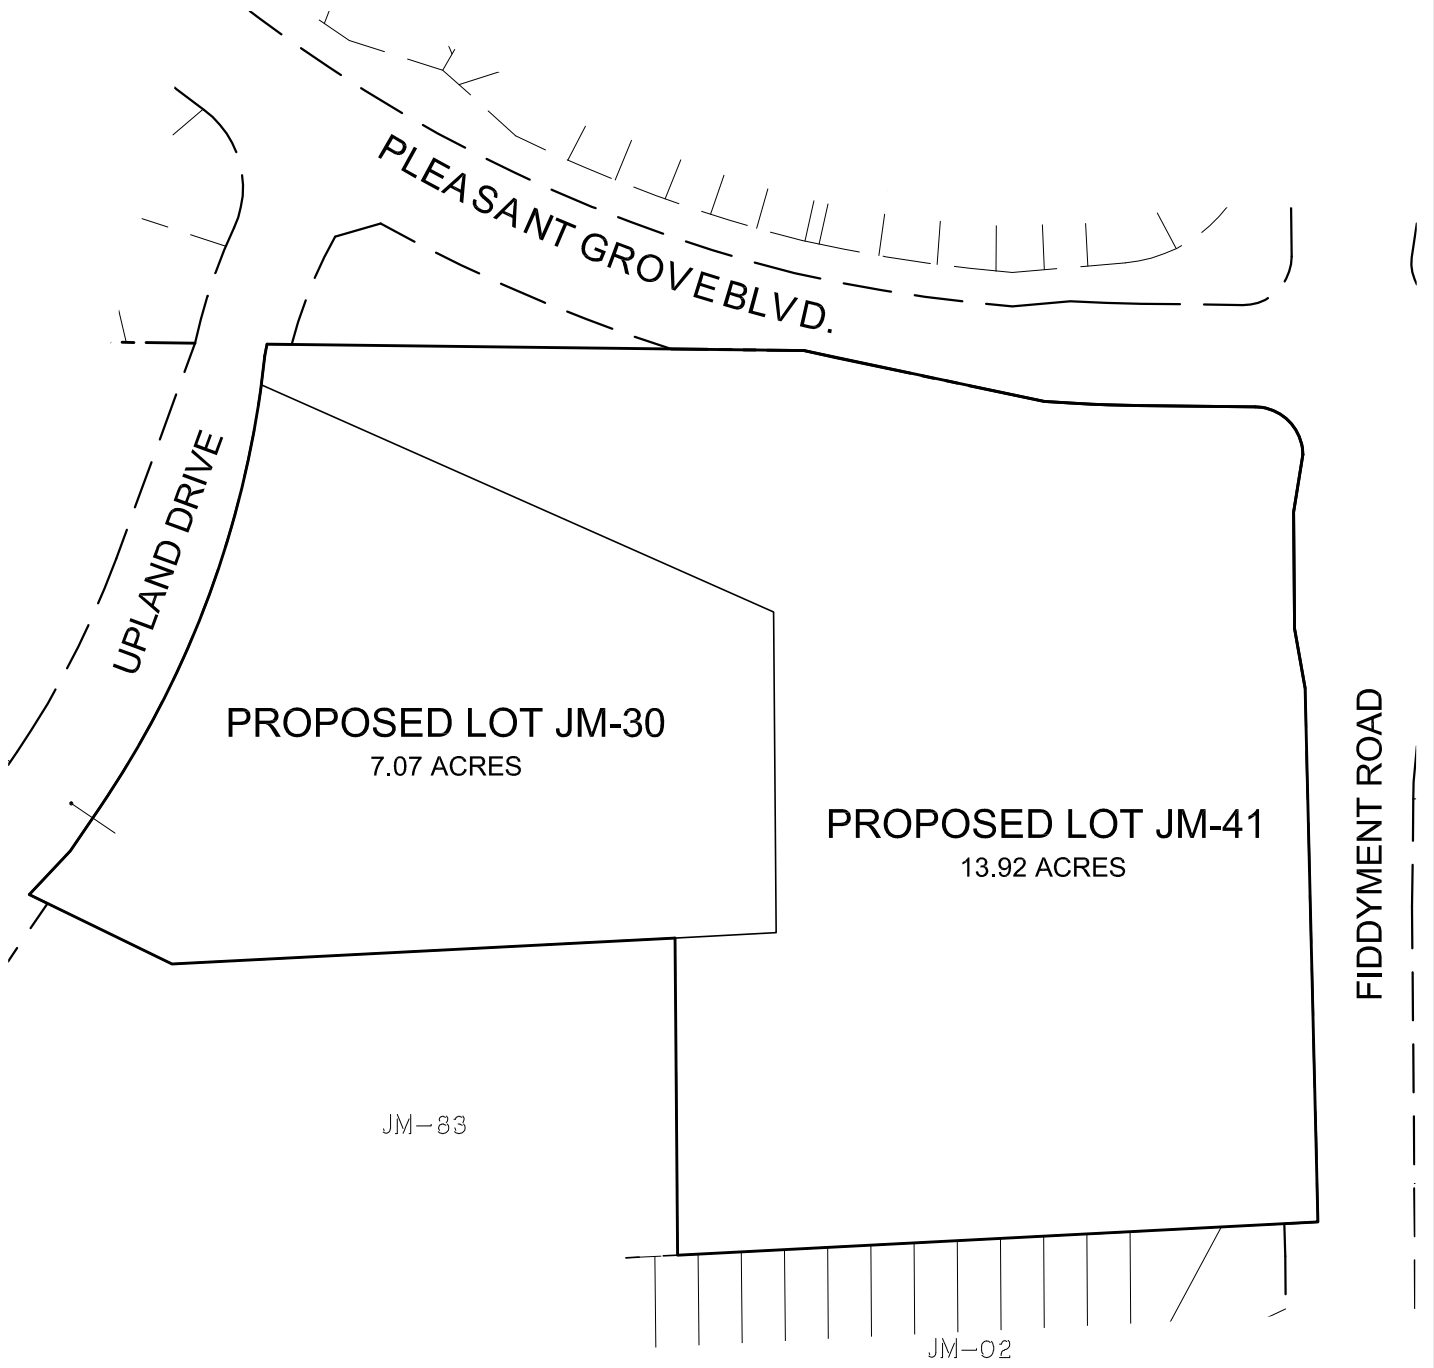 PLEASANT GROVE BLVD.
UPLAND DRIVE
PROPOSED LOT JM-30
7.07 ACRES
FIDDYMENT ROAD
PROPOSED LOT JM-41
13.92 ACRES
JM-83
JM-02